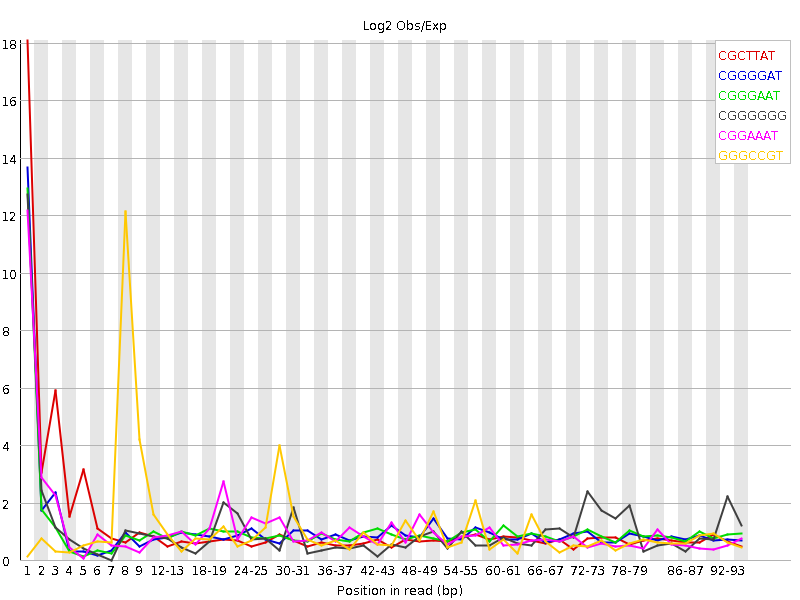 Log2 Obs/Exp
18
16
14
12
10
8
6
4
2
0
CGCTTAT
CGGGGAT
CGGGAAT
CGGGGGG
CGGAAAT
GGGCCGT
1 2 3 4 5 6 7 8 9 12-13 18-19 24-25 30-31 36-37 42-43 48-49 54-55 60-61 66-67 72-73 78-79 86-87 92-93
Position in read (bp)